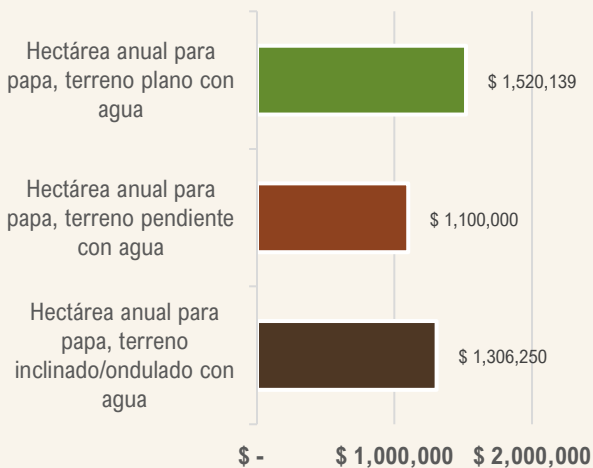 Hectárea anual para
papa, terreno plano con
agua
$ 1,520,139
Hectárea anual para
papa, terreno pendiente
con agua
$ 1,100,000
Hectárea anual para
papa, terreno
inclinado/ondulado con
agua
$ 1,306,250
$ - $ 1,000,000 $ 2,000,000